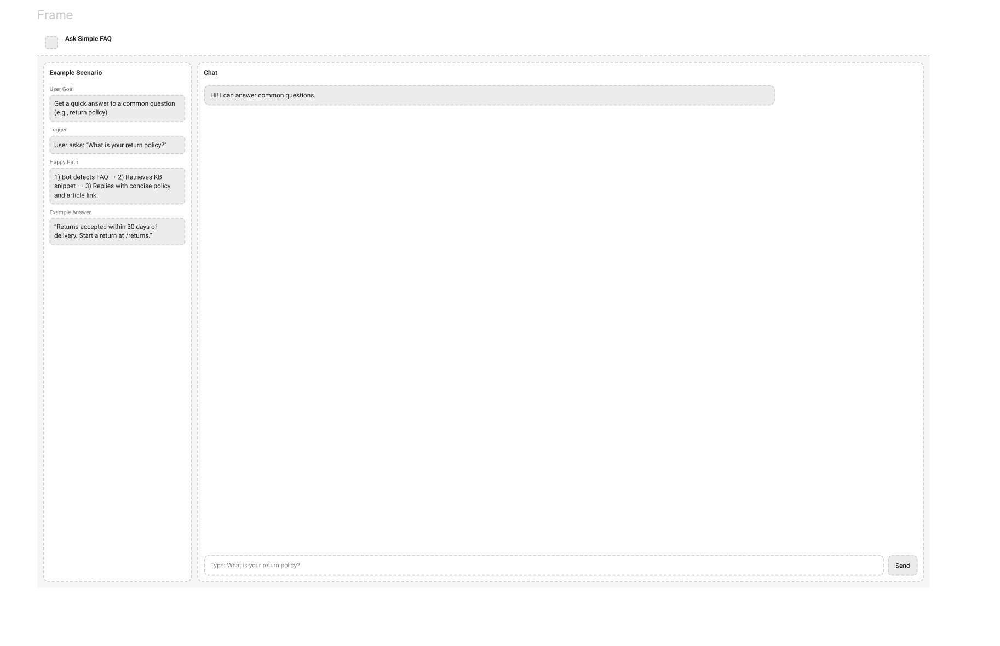 Frame
Ask Simple FAQ
Example Scenario
User Goal
Get a quick answer to a common question
(e.g., return policy).
Trigger
User asks: “What is your return policy?”
Happy Path
1) Bot detects FAQ → 2) Retrieves KB
snippet → 3) Replies with concise policy
and article link.
Example Answer
“Returns accepted within 30 days of
delivery. Start a return at /returns.”
Chat
Hi! I can answer common questions.
Type: What is your return policy?
Send